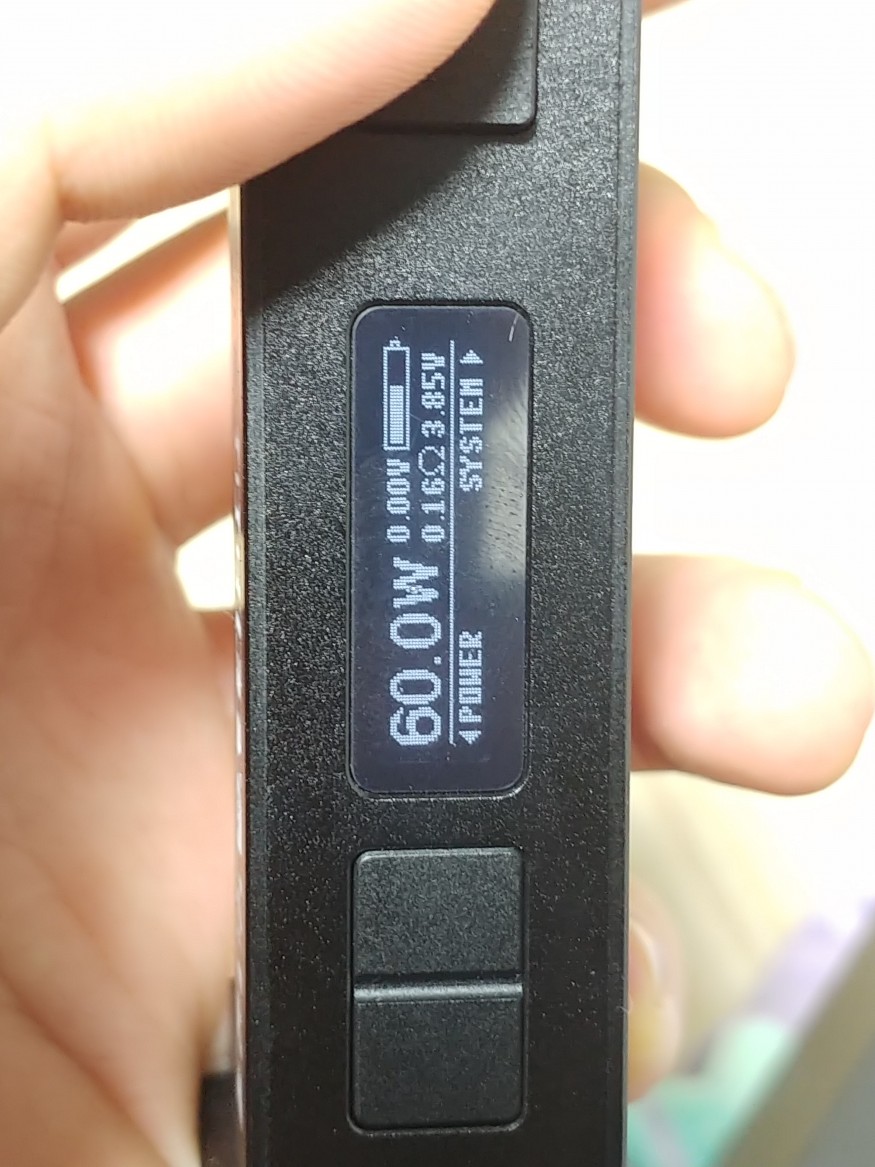 60.0W 0.00V
0.16Ω 3.85V
◀POWER SYSTEM▶